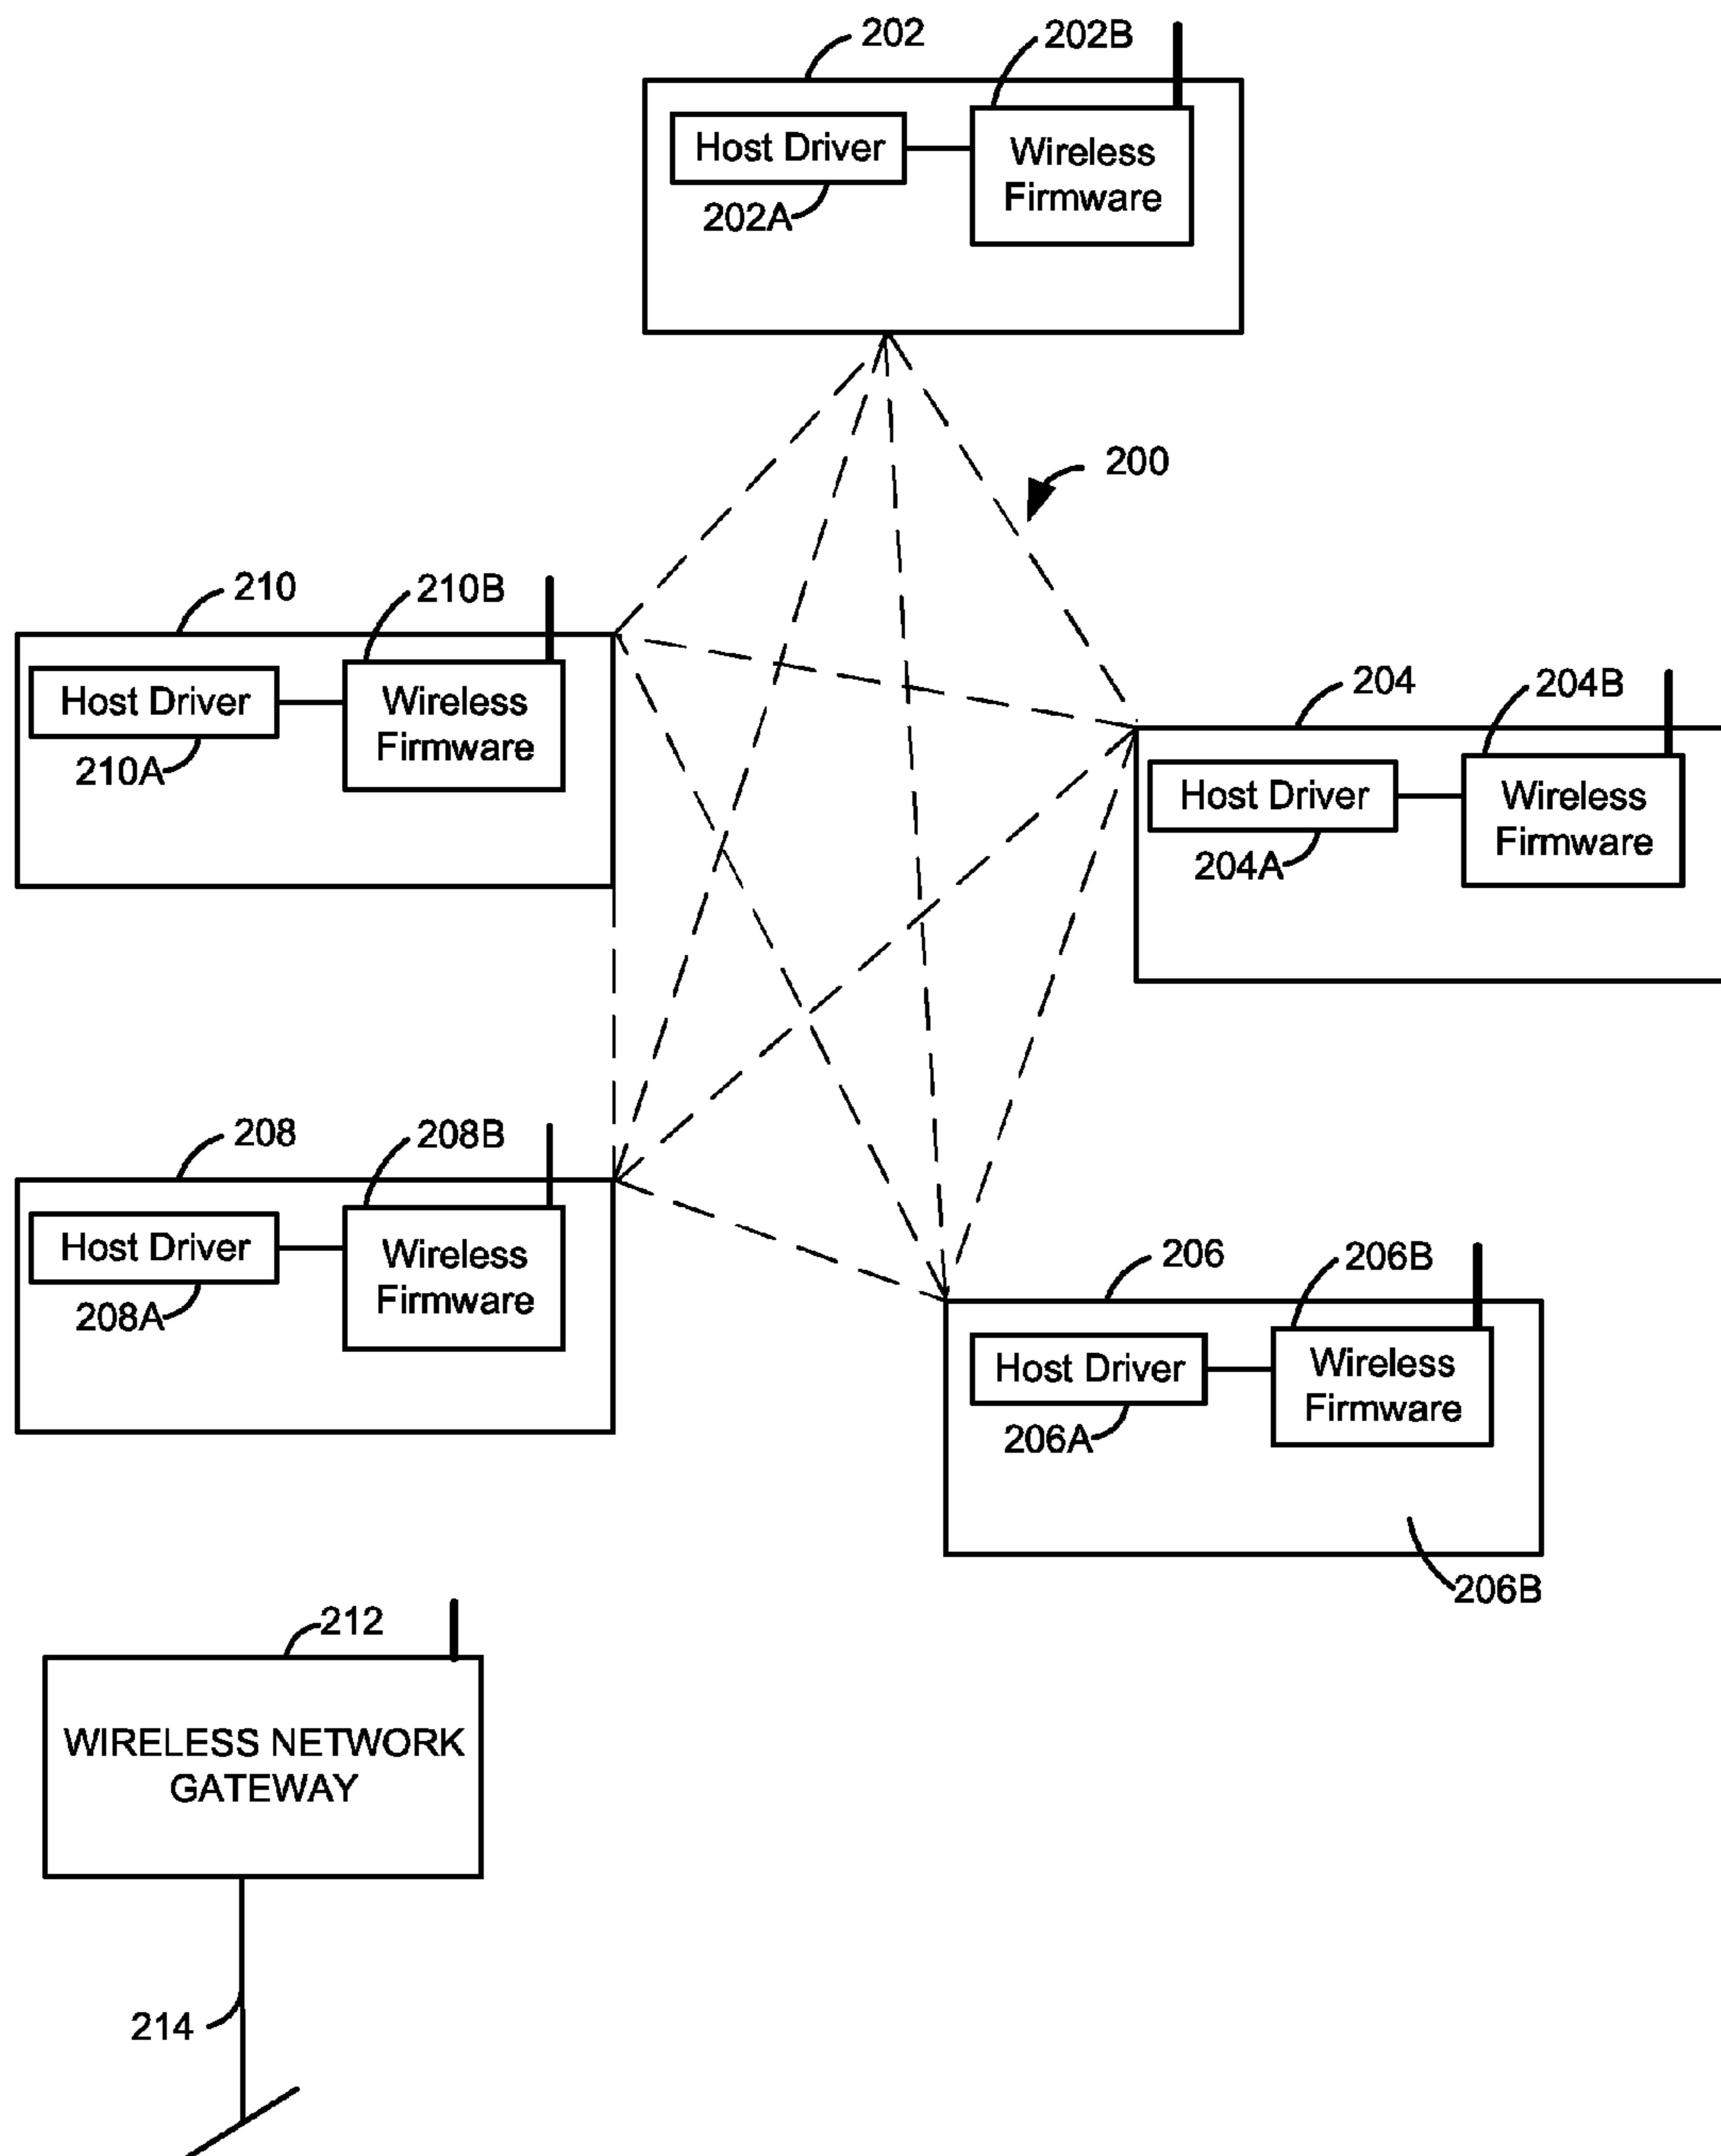 202
202B
Host Driver
Wireless
Firmware
202A
200
210
210B
Host Driver
Wireless
Firmware
210A
204
204B
Host Driver
Wireless
Firmware
204A
208
208B
Host Driver
Wireless
Firmware
208A
206
206B
Host Driver
Wireless
Firmware
206A
206B
212
WIRELESS NETWORK
GATEWAY
214